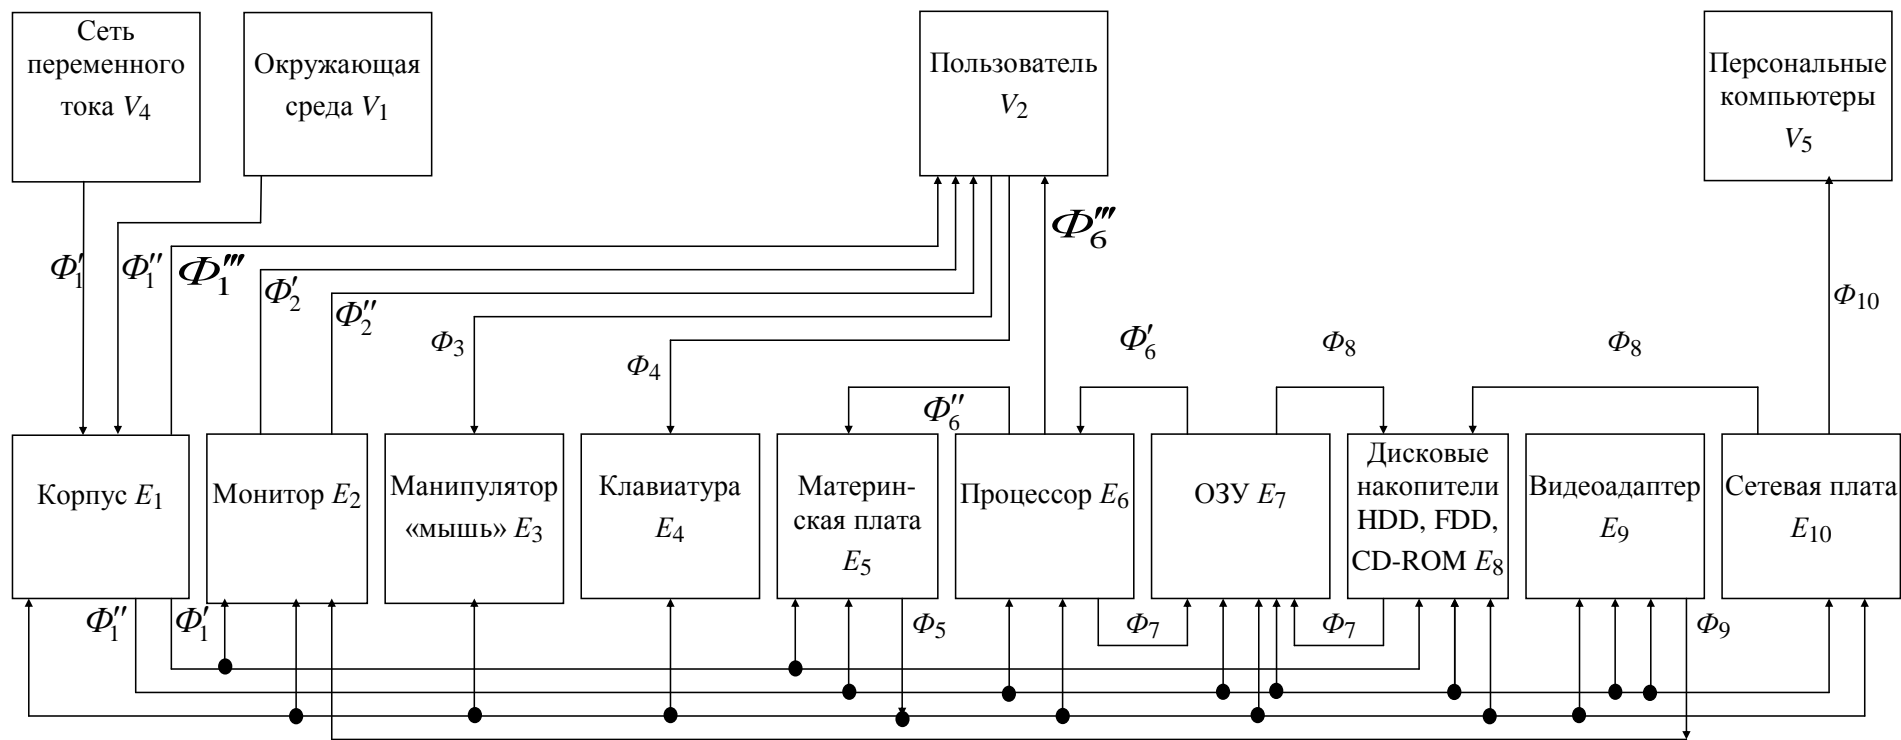 Сеть
переменного
тока V4
Окружающая
среда V1
Пользователь
V2
Персональные
компьютеры
V5
Φ′1
Φ″1
Φ‴1
Φ′2
Φ″2
Φ3
Φ4
Φ‴6
Φ″6
Φ′6
Φ8
Φ8
Φ10
Корпус E1
Монитор E2
Манипулятор
«мышь» E3
Клавиатура
E4
Материн-
ская плата
E5
Процессор E6
ОЗУ E7
Дисковые
накопители
HDD, FDD,
CD-ROM E8
Видеоадаптер
E9
Сетевая плата
E10
Φ″1
Φ′1
Φ5
Φ7
Φ7
Φ9